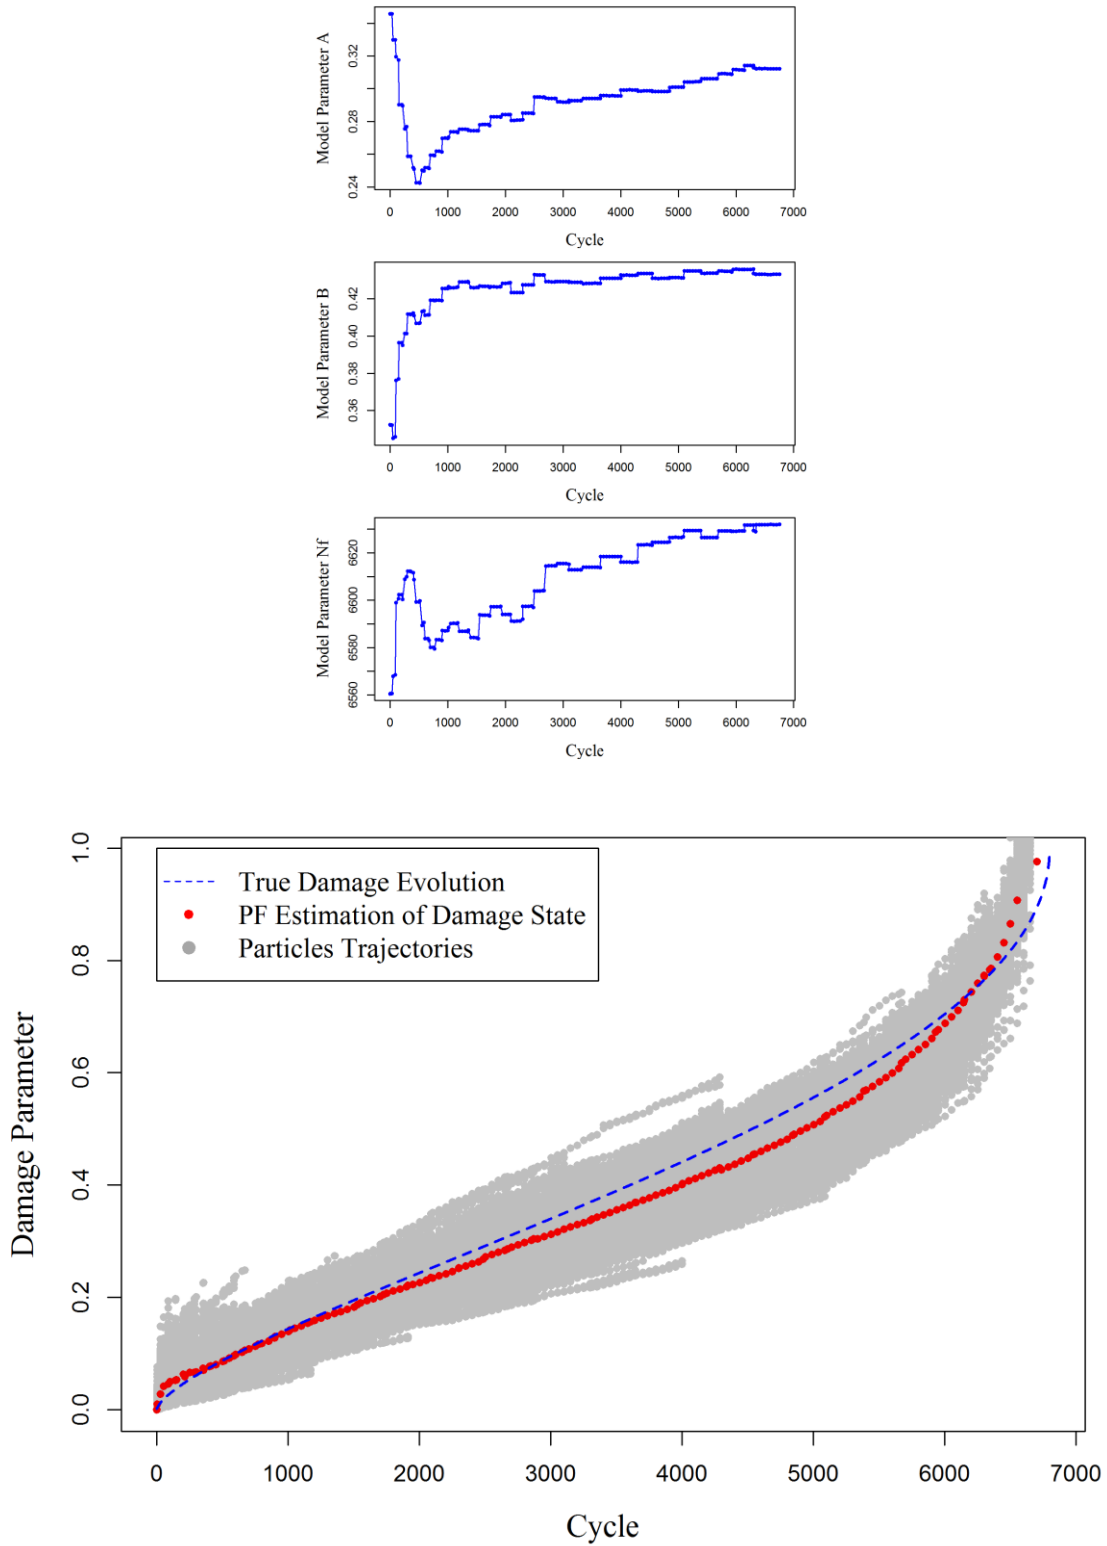 Model Parameter A
0.32
0.28
0.24
0 1000 2000 3000 4000 5000 6000 7000
Cycle
Model Parameter B
0.42
0.40
0.38
0.36
0 1000 2000 3000 4000 5000 6000 7000
Cycle
Model Parameter Nf
6620
6600
6580
6560
0 1000 2000 3000 4000 5000 6000 7000
Cycle
True Damage Evolution
PF Estimation of Damage State
Particles Trajectories
Damage Parameter
1.0
0.8
0.6
0.4
0.2
0.0
0 1000 2000 3000 4000 5000 6000 7000
Cycle